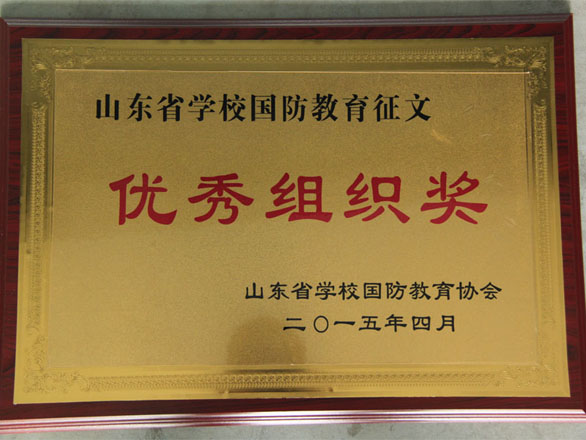 山东省学校国防教育征文
优秀组织奖
山东省学校国防教育协会
二〇一五年四月